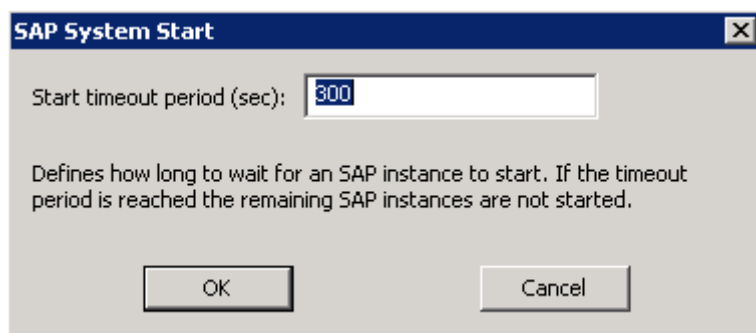 SAP System Start
Start timeout period (sec): 300
Defines how long to wait for an SAP instance to start. If the timeout
period is reached the remaining SAP instances are not started.
OK Cancel